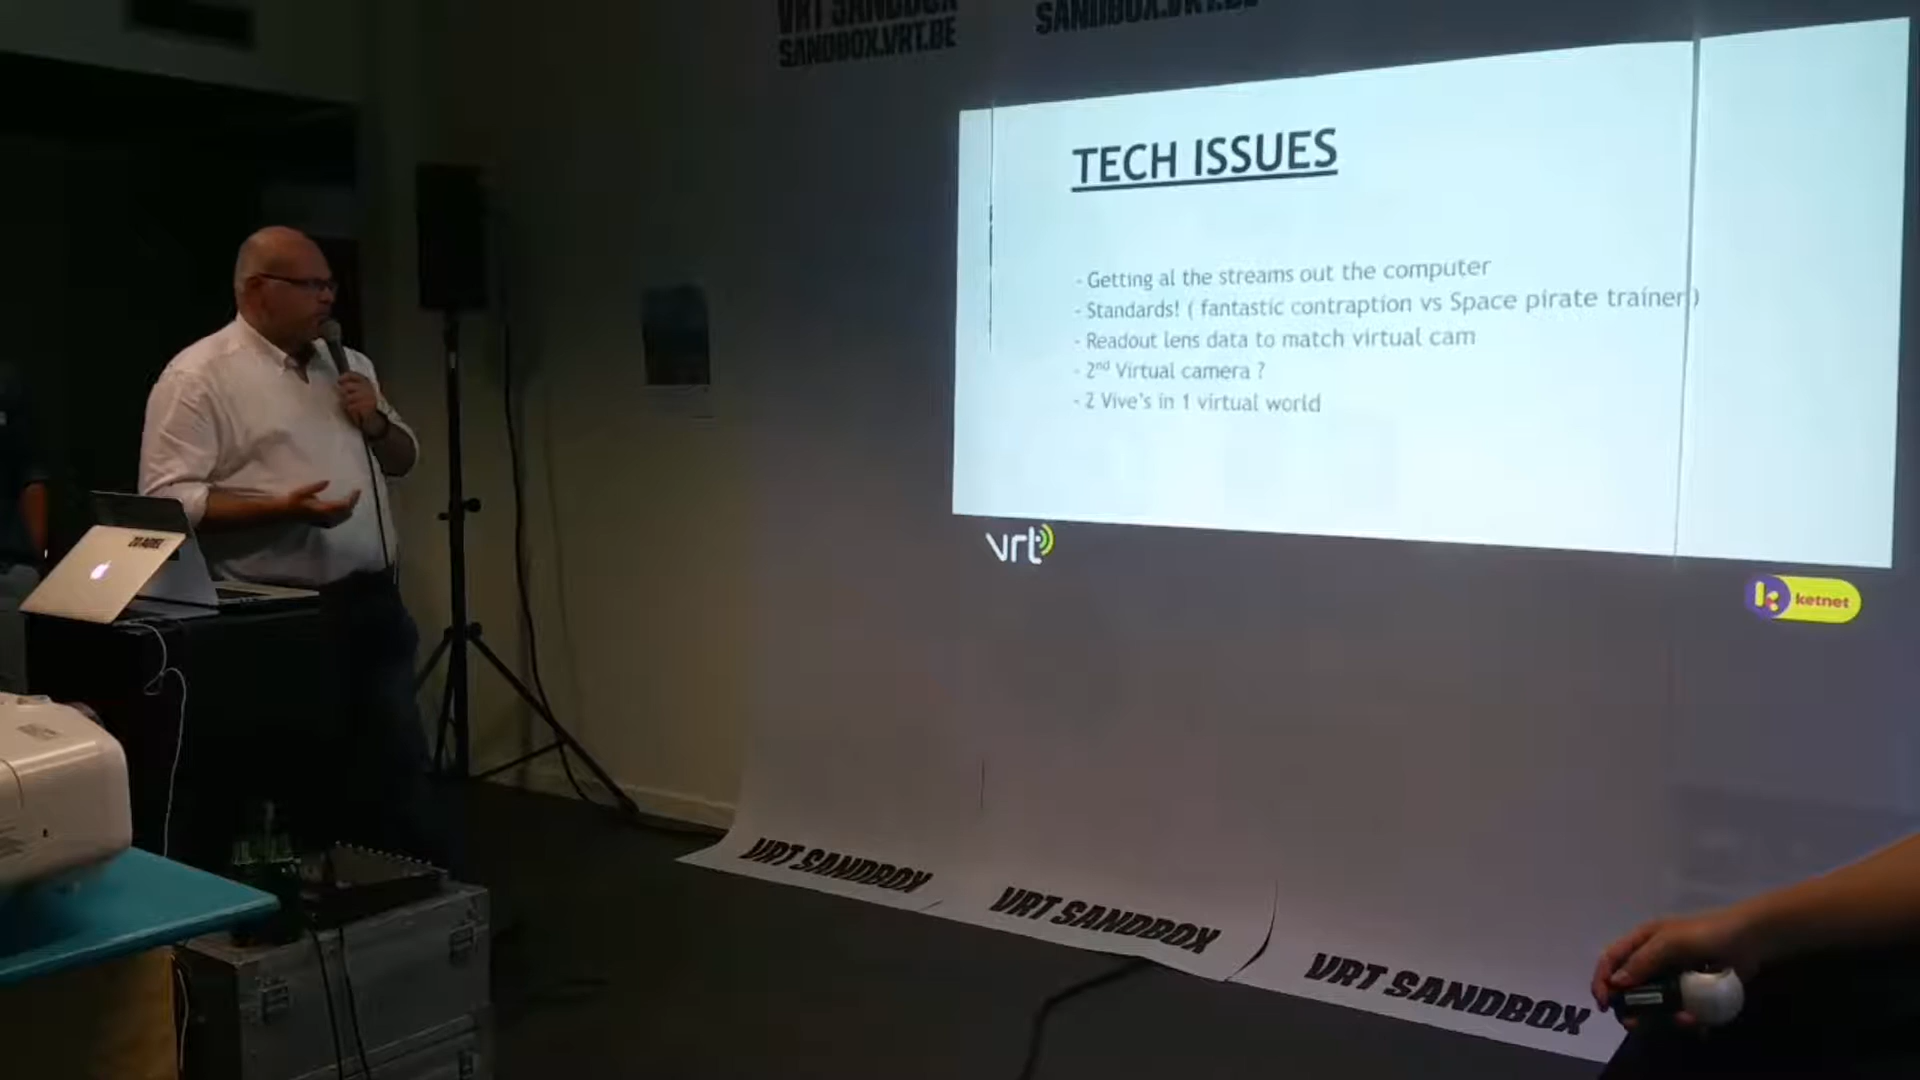 VRT SANDBOX
SANDBOX.VRT.BE
SANDBOX.VRT.BE
TECH ISSUES
- Getting al the streams out the computer
- Standards! ( fantastic contraption vs Space pirate trainer )
- Readout lens data to match virtual cam
- 2nd Virtual camera ?
- 2 Vive's in 1 virtual world
vrt
ketnet
VRT SANDBOX
VRT SANDBOX
VRT SANDBOX